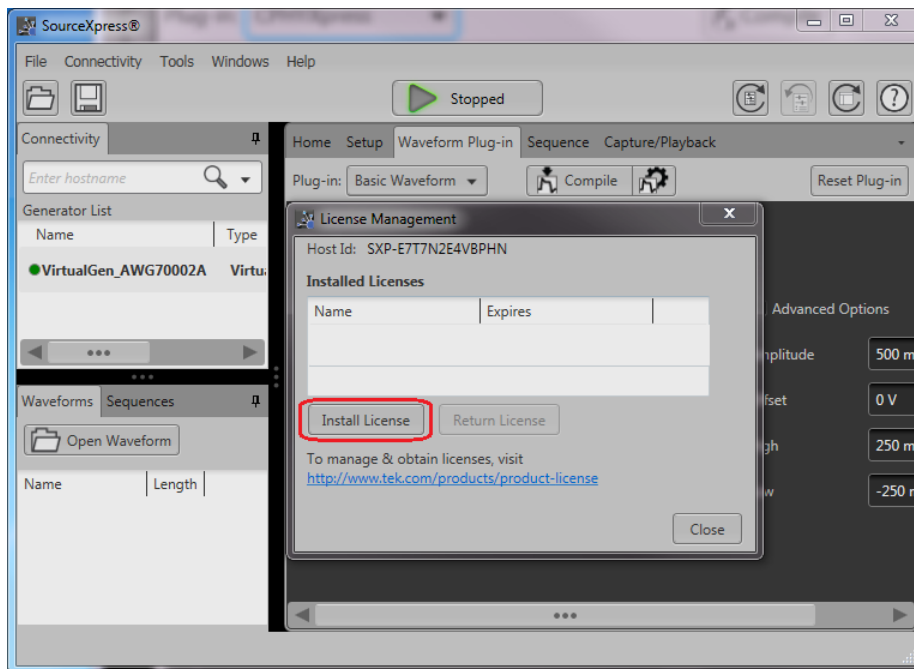 SourceXpress®
File Connectivity Tools Windows Help
Stopped
Connectivity
Enter hostname
Generator List
Name Type
VirtualGen_AWG70002A Virtu
Waveforms Sequences
Open Waveform
Name Length
Home Setup Waveform Plug-in Sequence Capture/Playback
Plug-in: Basic Waveform Compile Reset Plug-in
License Management
Host Id: SXP-E7T7N2E4VBPHN
Installed Licenses
Name Expires
Install License Return License
To manage & obtain licenses, visit
http://www.tek.com/products/product-license
Close
Advanced Options
mplitude 500 m
fset 0 V
gh 250 m
w -250 m